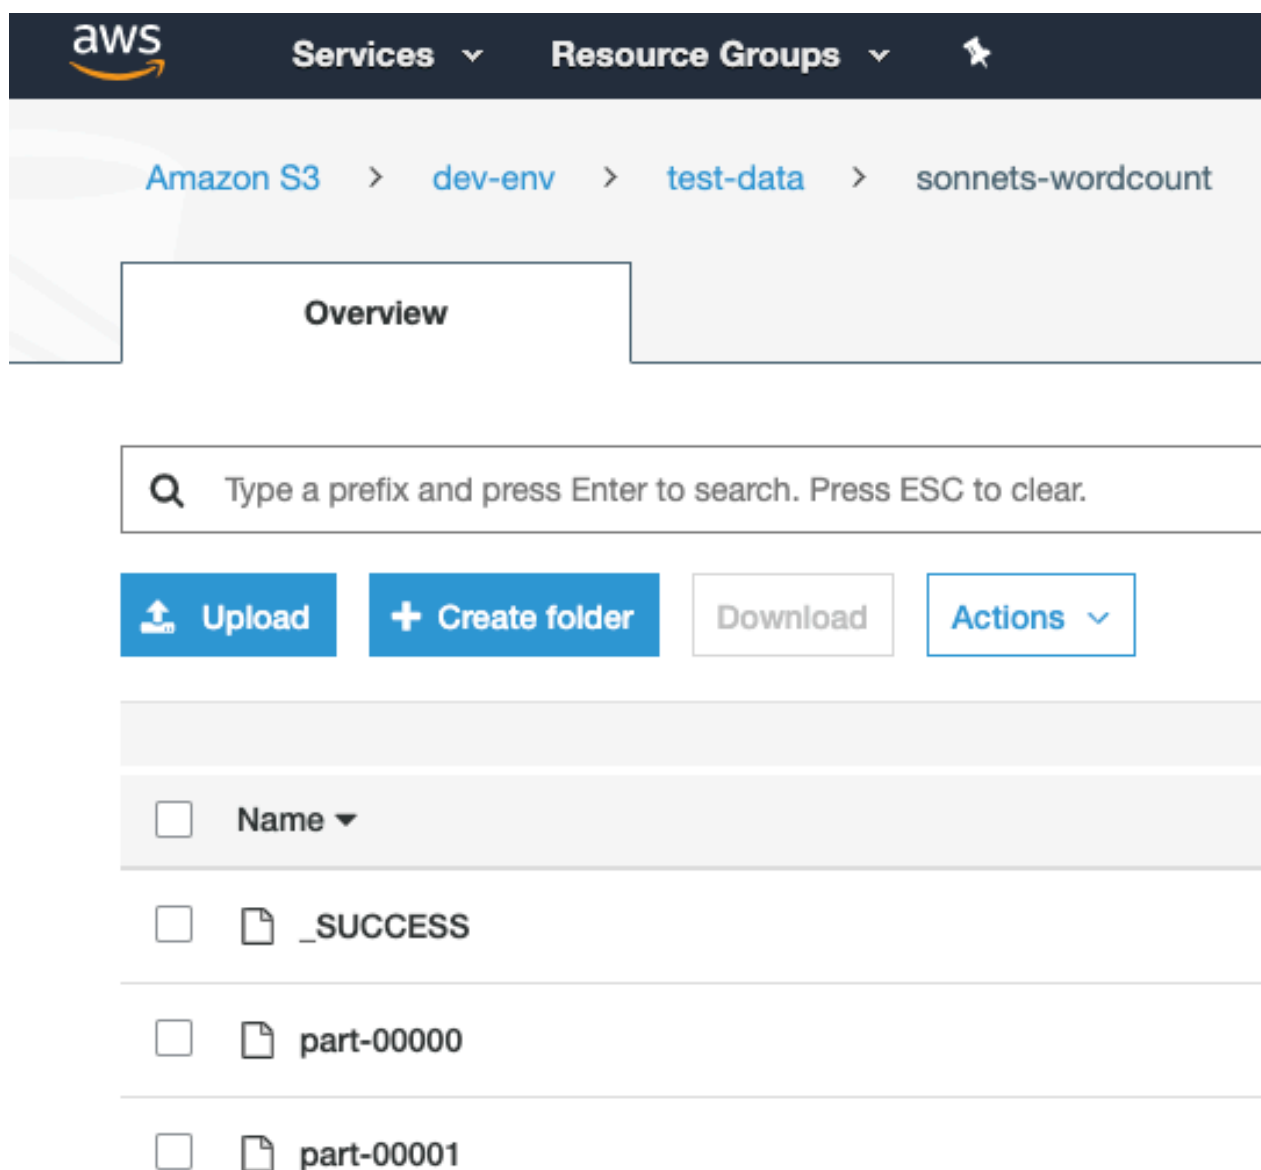 aws Services Resource Groups
Amazon S3 > dev-env > test-data > sonnets-wordcount
Overview
Type a prefix and press Enter to search. Press ESC to clear.
Upload + Create folder Download Actions
Name
_SUCCESS
part-00000
part-00001